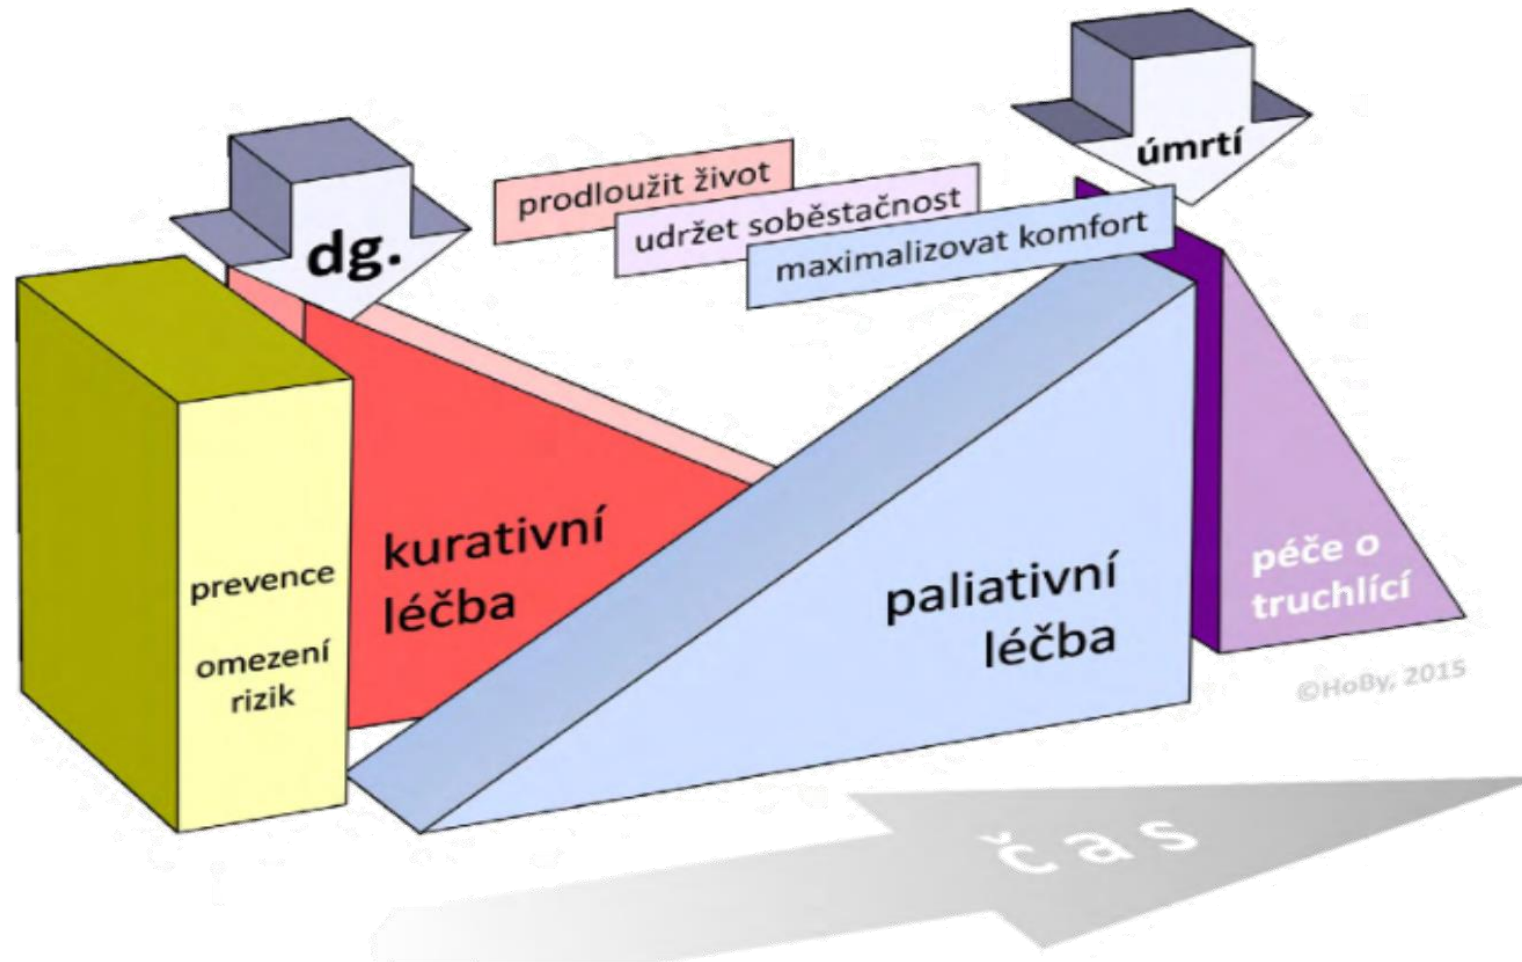 úmrtí
dg.
prodloužit život
udržet soběstačnost
maximalizovat komfort
prevence
omezení
rizik
kurativní
léčba
paliativní
léčba
péče o
truchlící
©HoBy, 2015
čas